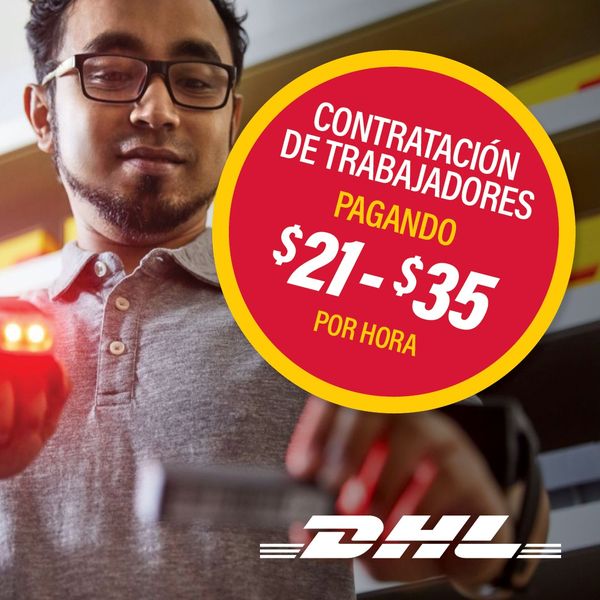 CONTRATACIÓN
DE TRABAJADORES
PAGANDO
$21-$35
POR HORA
DHL